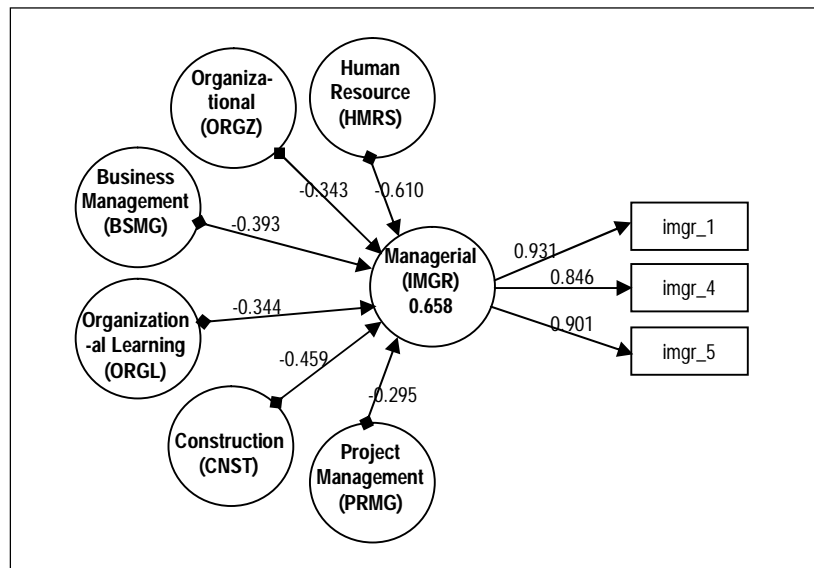 Organiza-
tional
(ORGZ)
Human
Resource
(HMRS)
Business
Management
(BSMG)
-0.343
-0.610
-0.393
Managerial
(IMGR)
0.658
imgr_1
0.931
imgr_4
0.846
imgr_5
0.901
Organization
-al Learning
(ORGL)
-0.344
-0.459
-0.295
Construction
(CNST)
Project
Management
(PRMG)